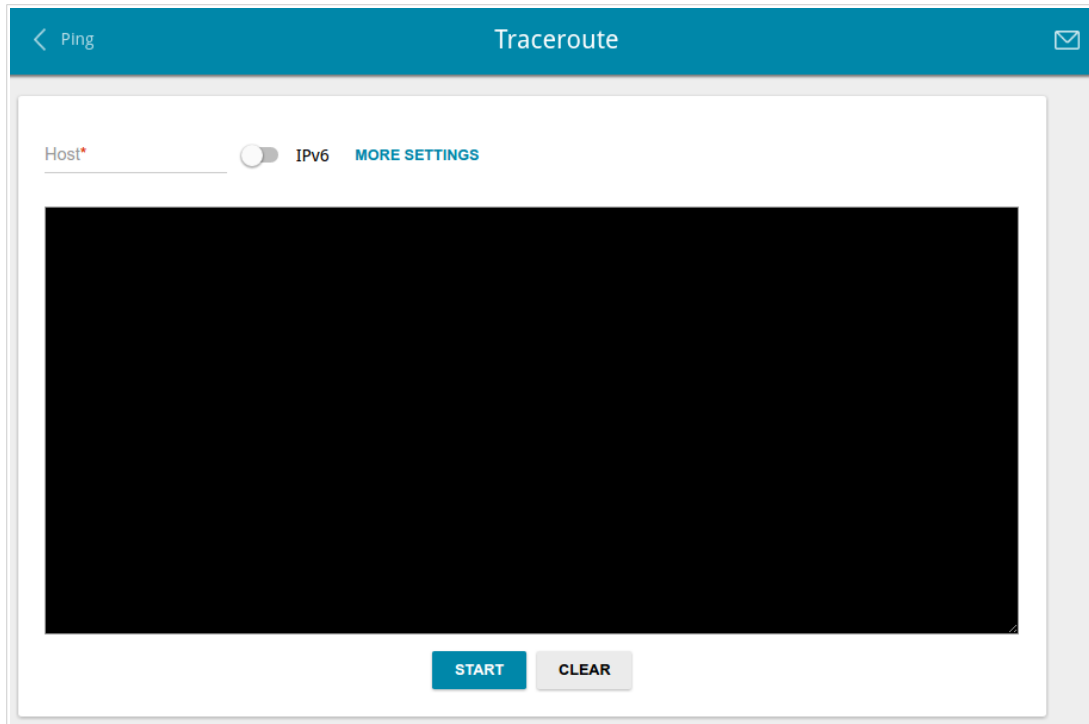 Ping
Traceroute
Host*
IPv6
MORE SETTINGS
START
CLEAR